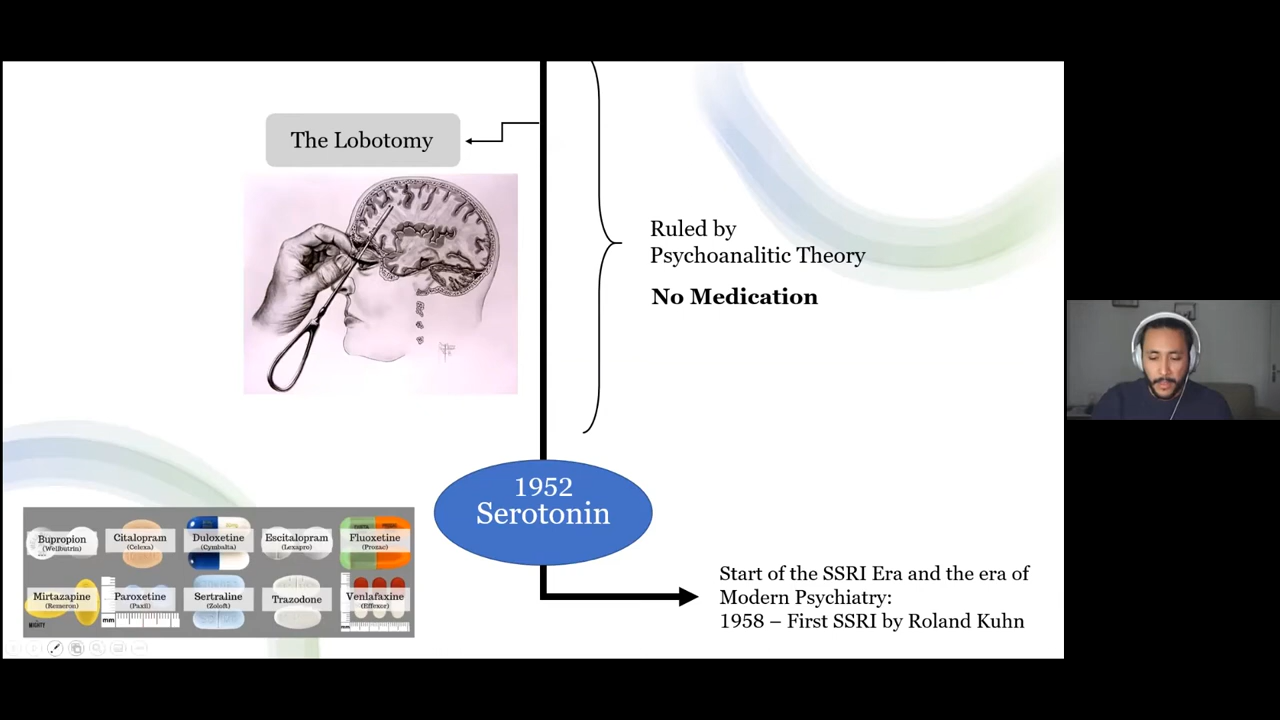 The Lobotomy
Ruled by
Psychoanalitic Theory
No Medication
1952
Serotonin
Bupropion
(Wellbutrin)
Citalopram
(Celexa)
Duloxetine
(Cymbalta)
Escitalopram
(Lexapro)
Fluoxetine
(Prozac)
Mirtazapine
(Remeron)
Paroxetine
(Paxil)
Sertraline
(Zoloft)
Trazodone
Venlafaxine
(Effexor)
mm
Start of the SSRI Era and the era of
Modern Psychiatry:
1958 – First SSRI by Roland Kuhn